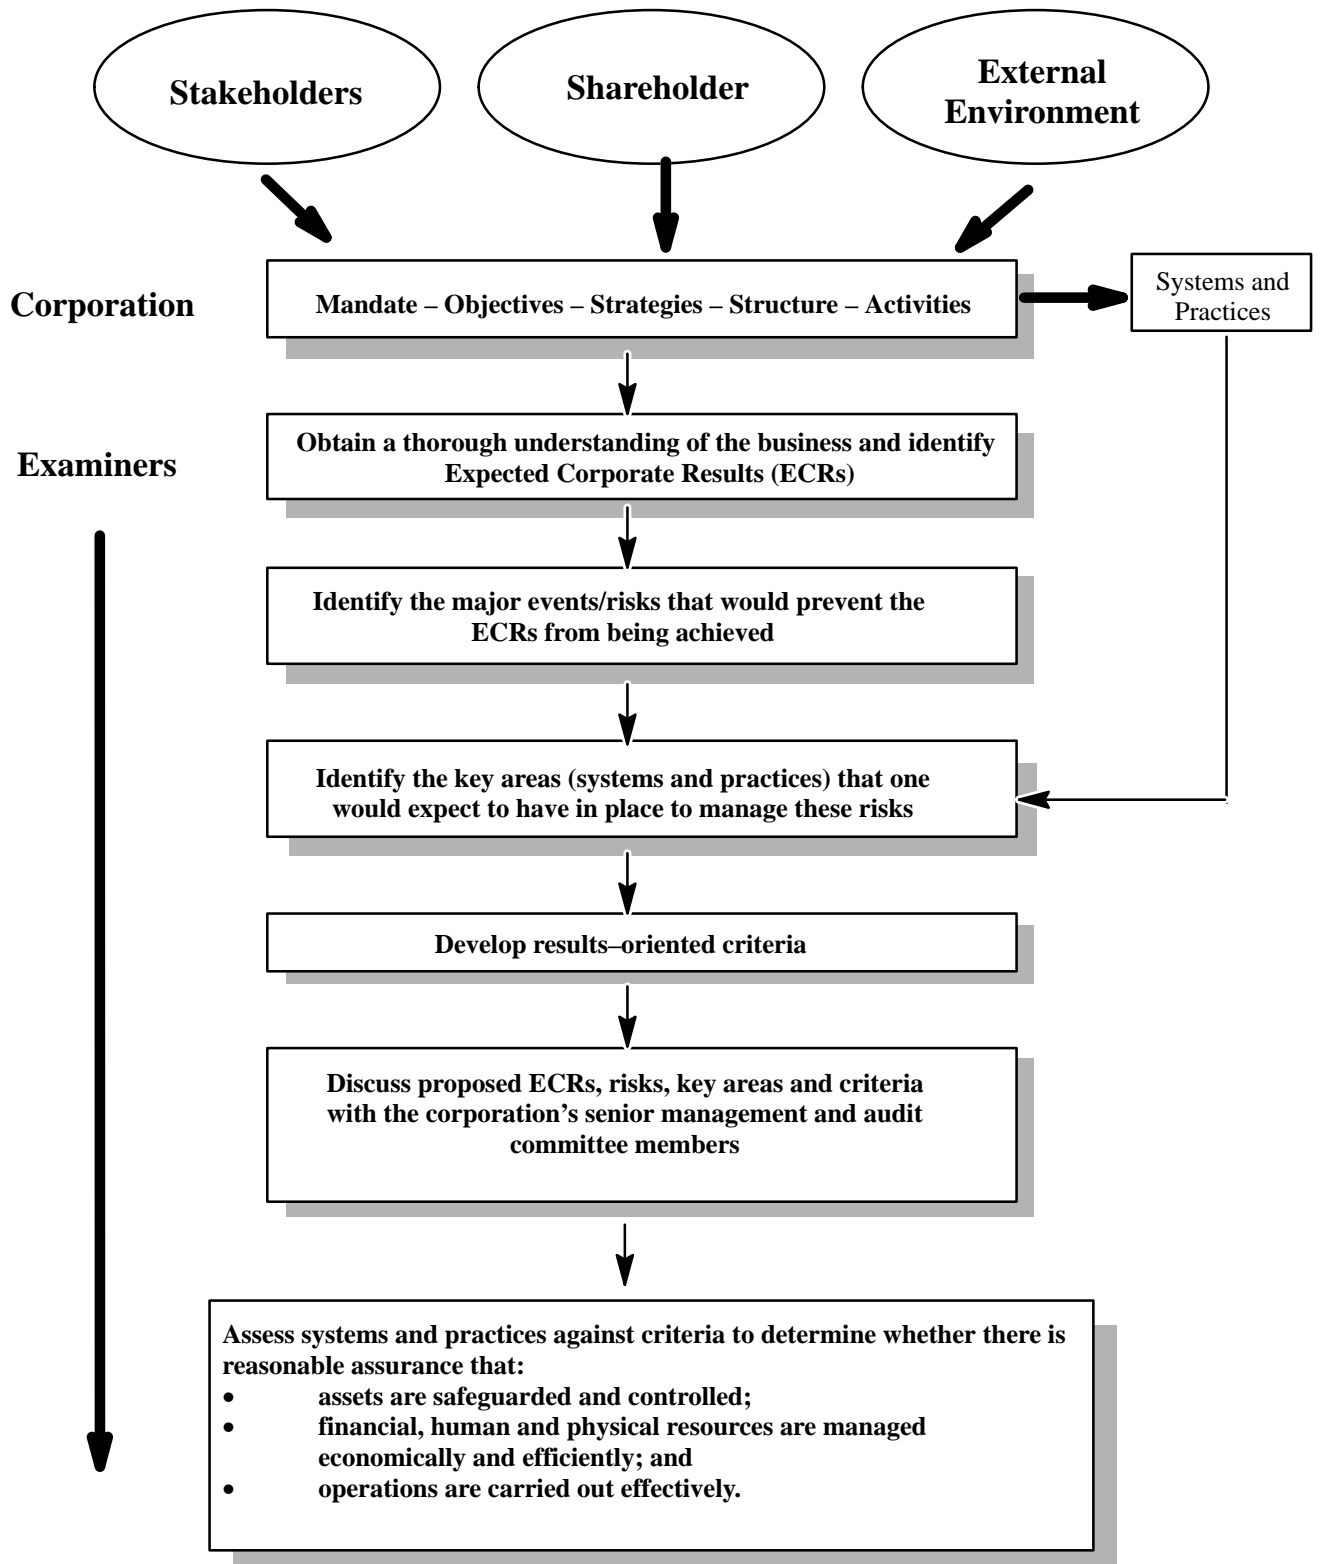 Stakeholders
Shareholder
External
Environment
Corporation
Mandate – Objectives – Strategies – Structure – Activities
Systems and
Practices
Examiners
Obtain a thorough understanding of the business and identify
Expected Corporate Results (ECRs)
Identify the major events/risks that would prevent the
ECRs from being achieved
Identify the key areas (systems and practices) that one
would expect to have in place to manage these risks
Develop results–oriented criteria
Discuss proposed ECRs, risks, key areas and criteria
with the corporation’s senior management and audit
committee members
Assess systems and practices against criteria to determine whether there is
reasonable assurance that:
• assets are safeguarded and controlled;
• financial, human and physical resources are managed
economically and efficiently; and
• operations are carried out effectively.